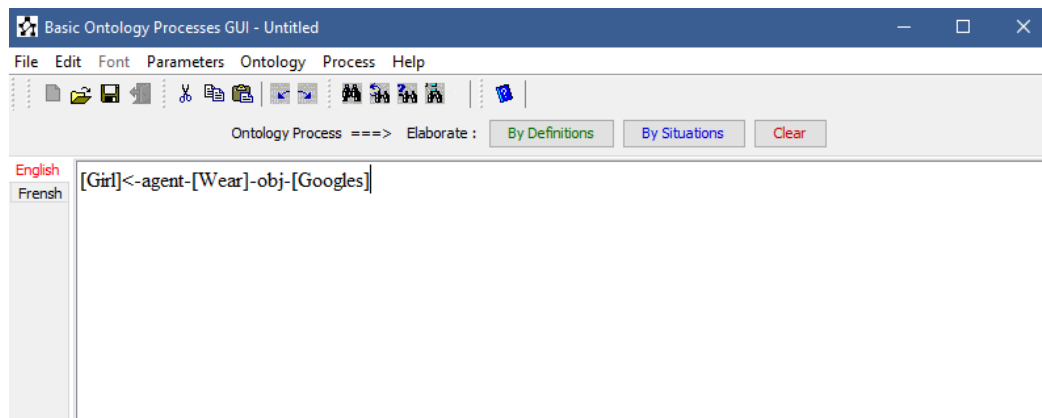 Basic Ontology Processes GUI - Untitled
File Edit Font Parameters Ontology Process Help
Ontology Process ===> Elaborate : By Definitions By Situations Clear
English
[Girl]<-agent-[Wear]-obj-[Googles]
Frensh